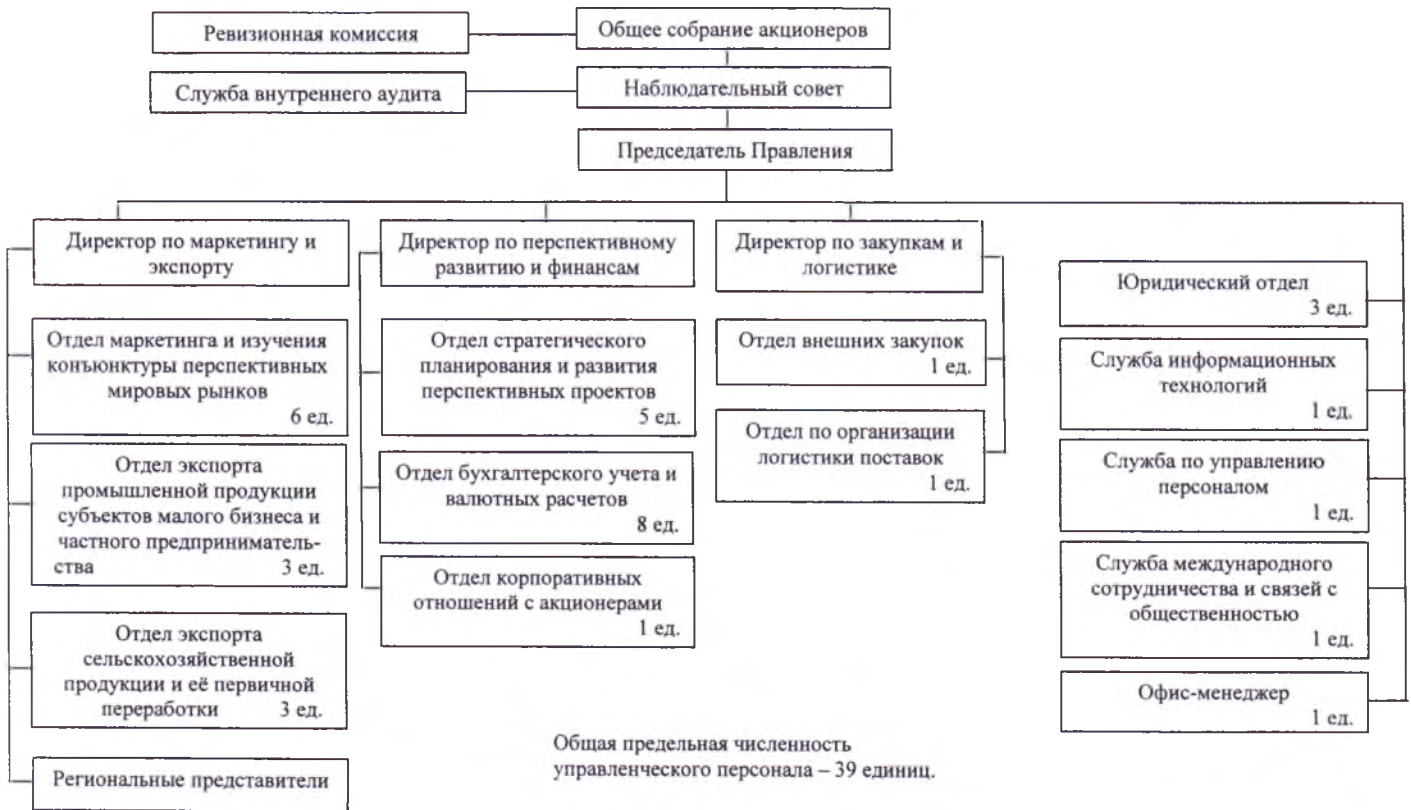 Ревизионная комиссия
Общее собрание акционеров
Служба внутреннего аудита
Наблюдательный совет
Председатель Правления
Директор по маркетингу и
экспорту
Отдел маркетинга и изучения
конъюнктуры перспективных
мировых рынков
6 ед.
Отдел экспорта
промышленной продукции
субъектов малого бизнеса и
частного предприниматель-
ства 3 ед.
Отдел экспорта
сельскохозяйственной
продукции и её первичной
переработки 3 ед.
Региональные представители
Директор по перспективному
развитию и финансам
Отдел стратегического
планирования и развития
перспективных проектов
5 ед.
Отдел бухгалтерского учета и
валютных расчетов
8 ед.
Отдел корпоративных
отношений с акционерами
1 ед.
Директор по закупкам и
логистике
Отдел внешних закупок
1 ед.
Отдел по организации
логистики поставок
1 ед.
Юридический отдел
3 ед.
Служба информационных
технологий
1 ед.
Служба по управлению
персоналом
1 ед.
Служба международного
сотрудничества и связей с
общественностью
1 ед.
Офис-менеджер
1 ед.
Общая предельная численность
управленческого персонала – 39 единиц.